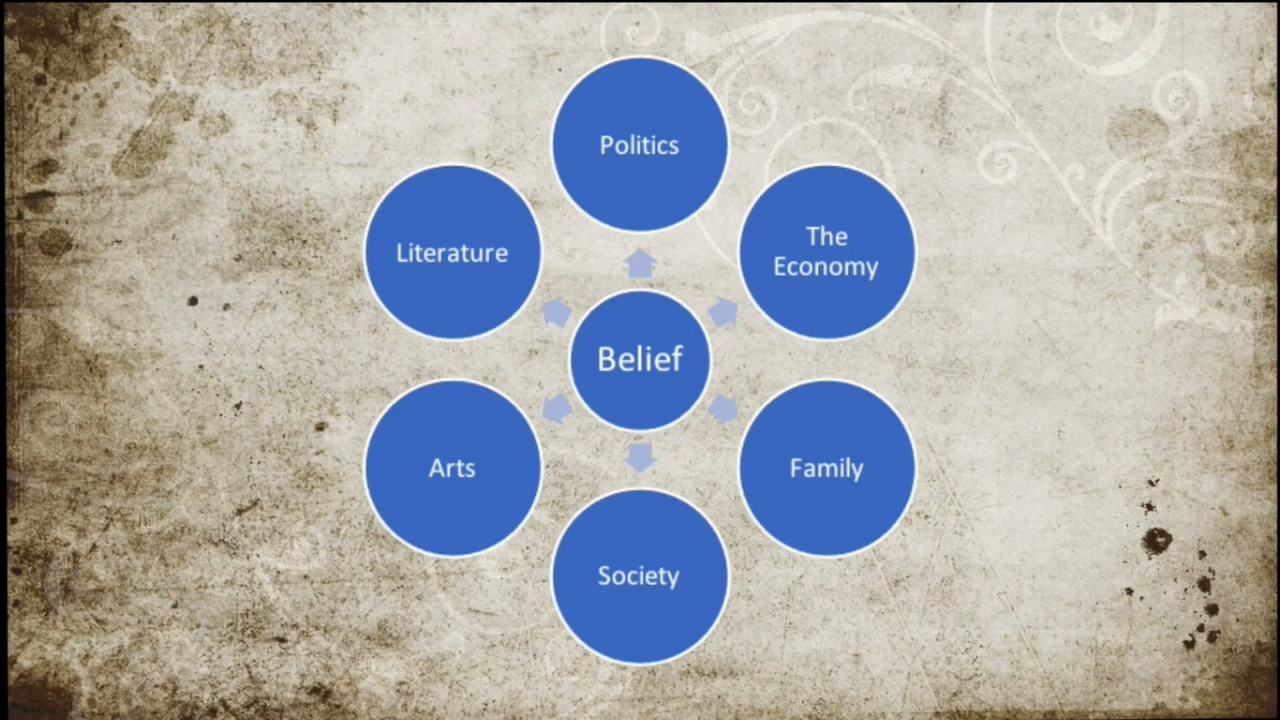 Politics
Literature
The
Economy
Belief
Arts
Family
Society